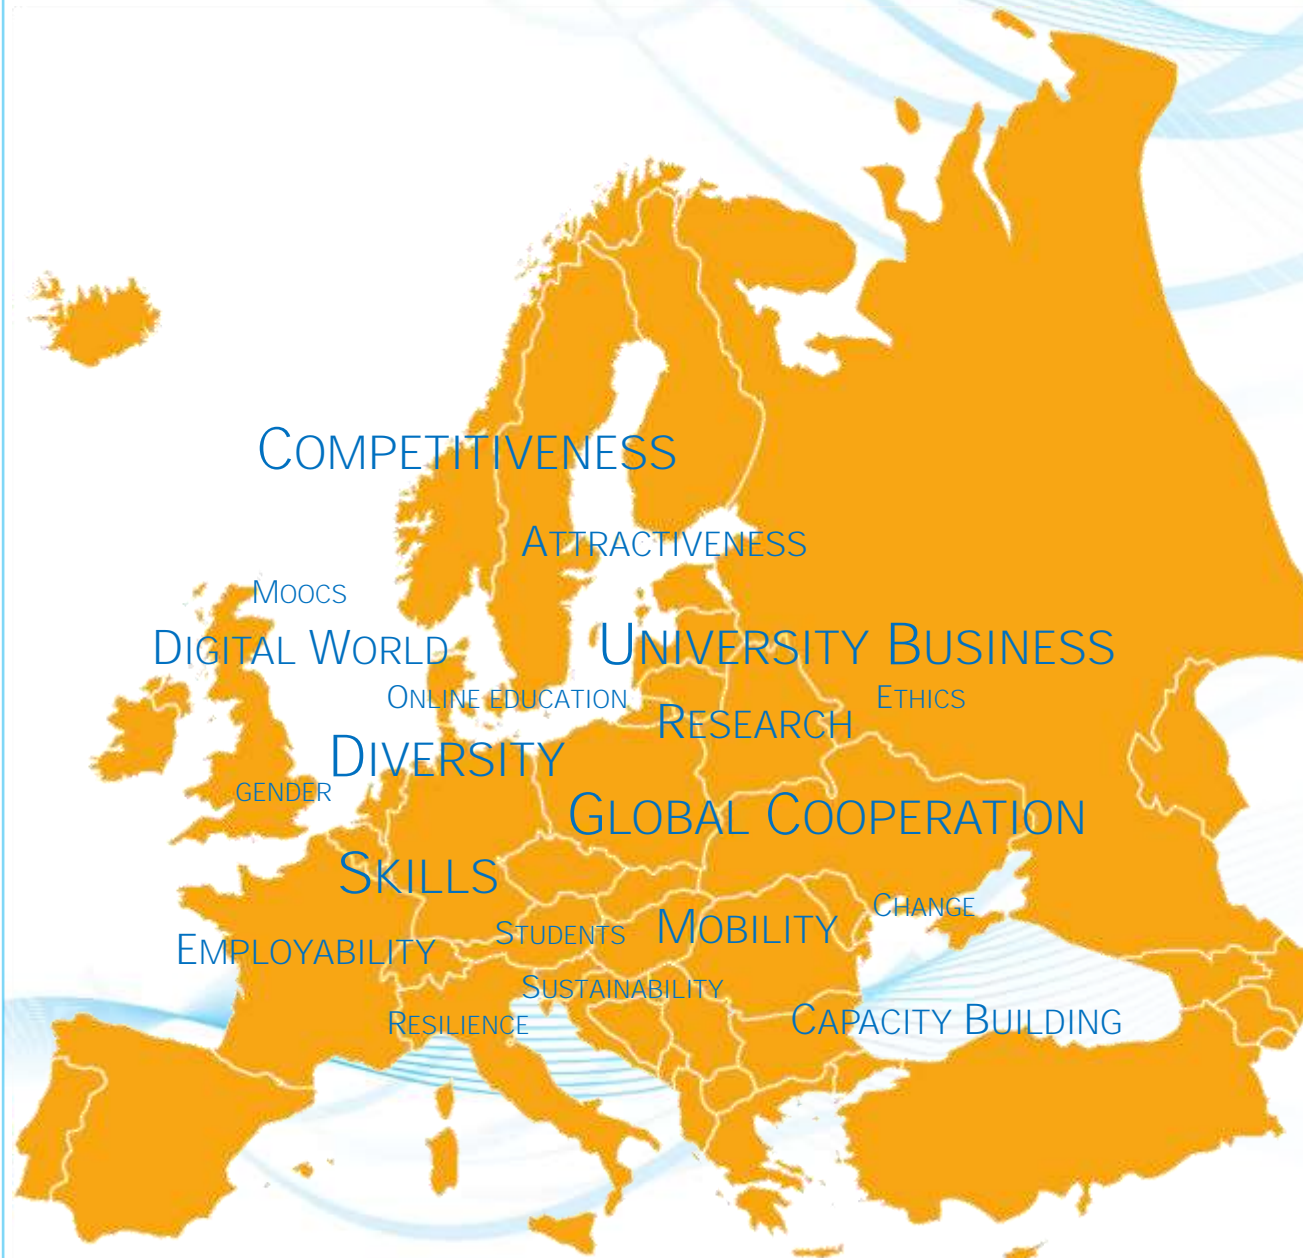 COMPETITIVENESS
ATTRACTIVENESS
MOOCS
DIGITAL WORLD
UNIVERSITY BUSINESS
ONLINE EDUCATION
ETHICS
RESEARCH
DIVERSITY
GENDER
GLOBAL COOPERATION
SKILLS
CHANGE
STUDENTS
MOBILITY
EMPLOYABILITY
SUSTAINABILITY
RESILIENCE
CAPACITY BUILDING